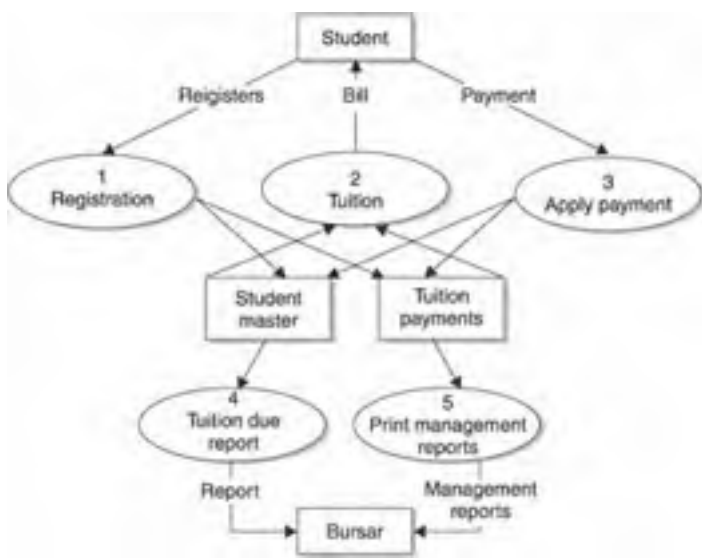 Student
Reigisters
Bill
Payment
1
Registration
2
Tuition
3
Apply payment
Student
master
Tuition
payments
4
Tuition due
report
5
Print management
reports
Report
Management
reports
Bursar